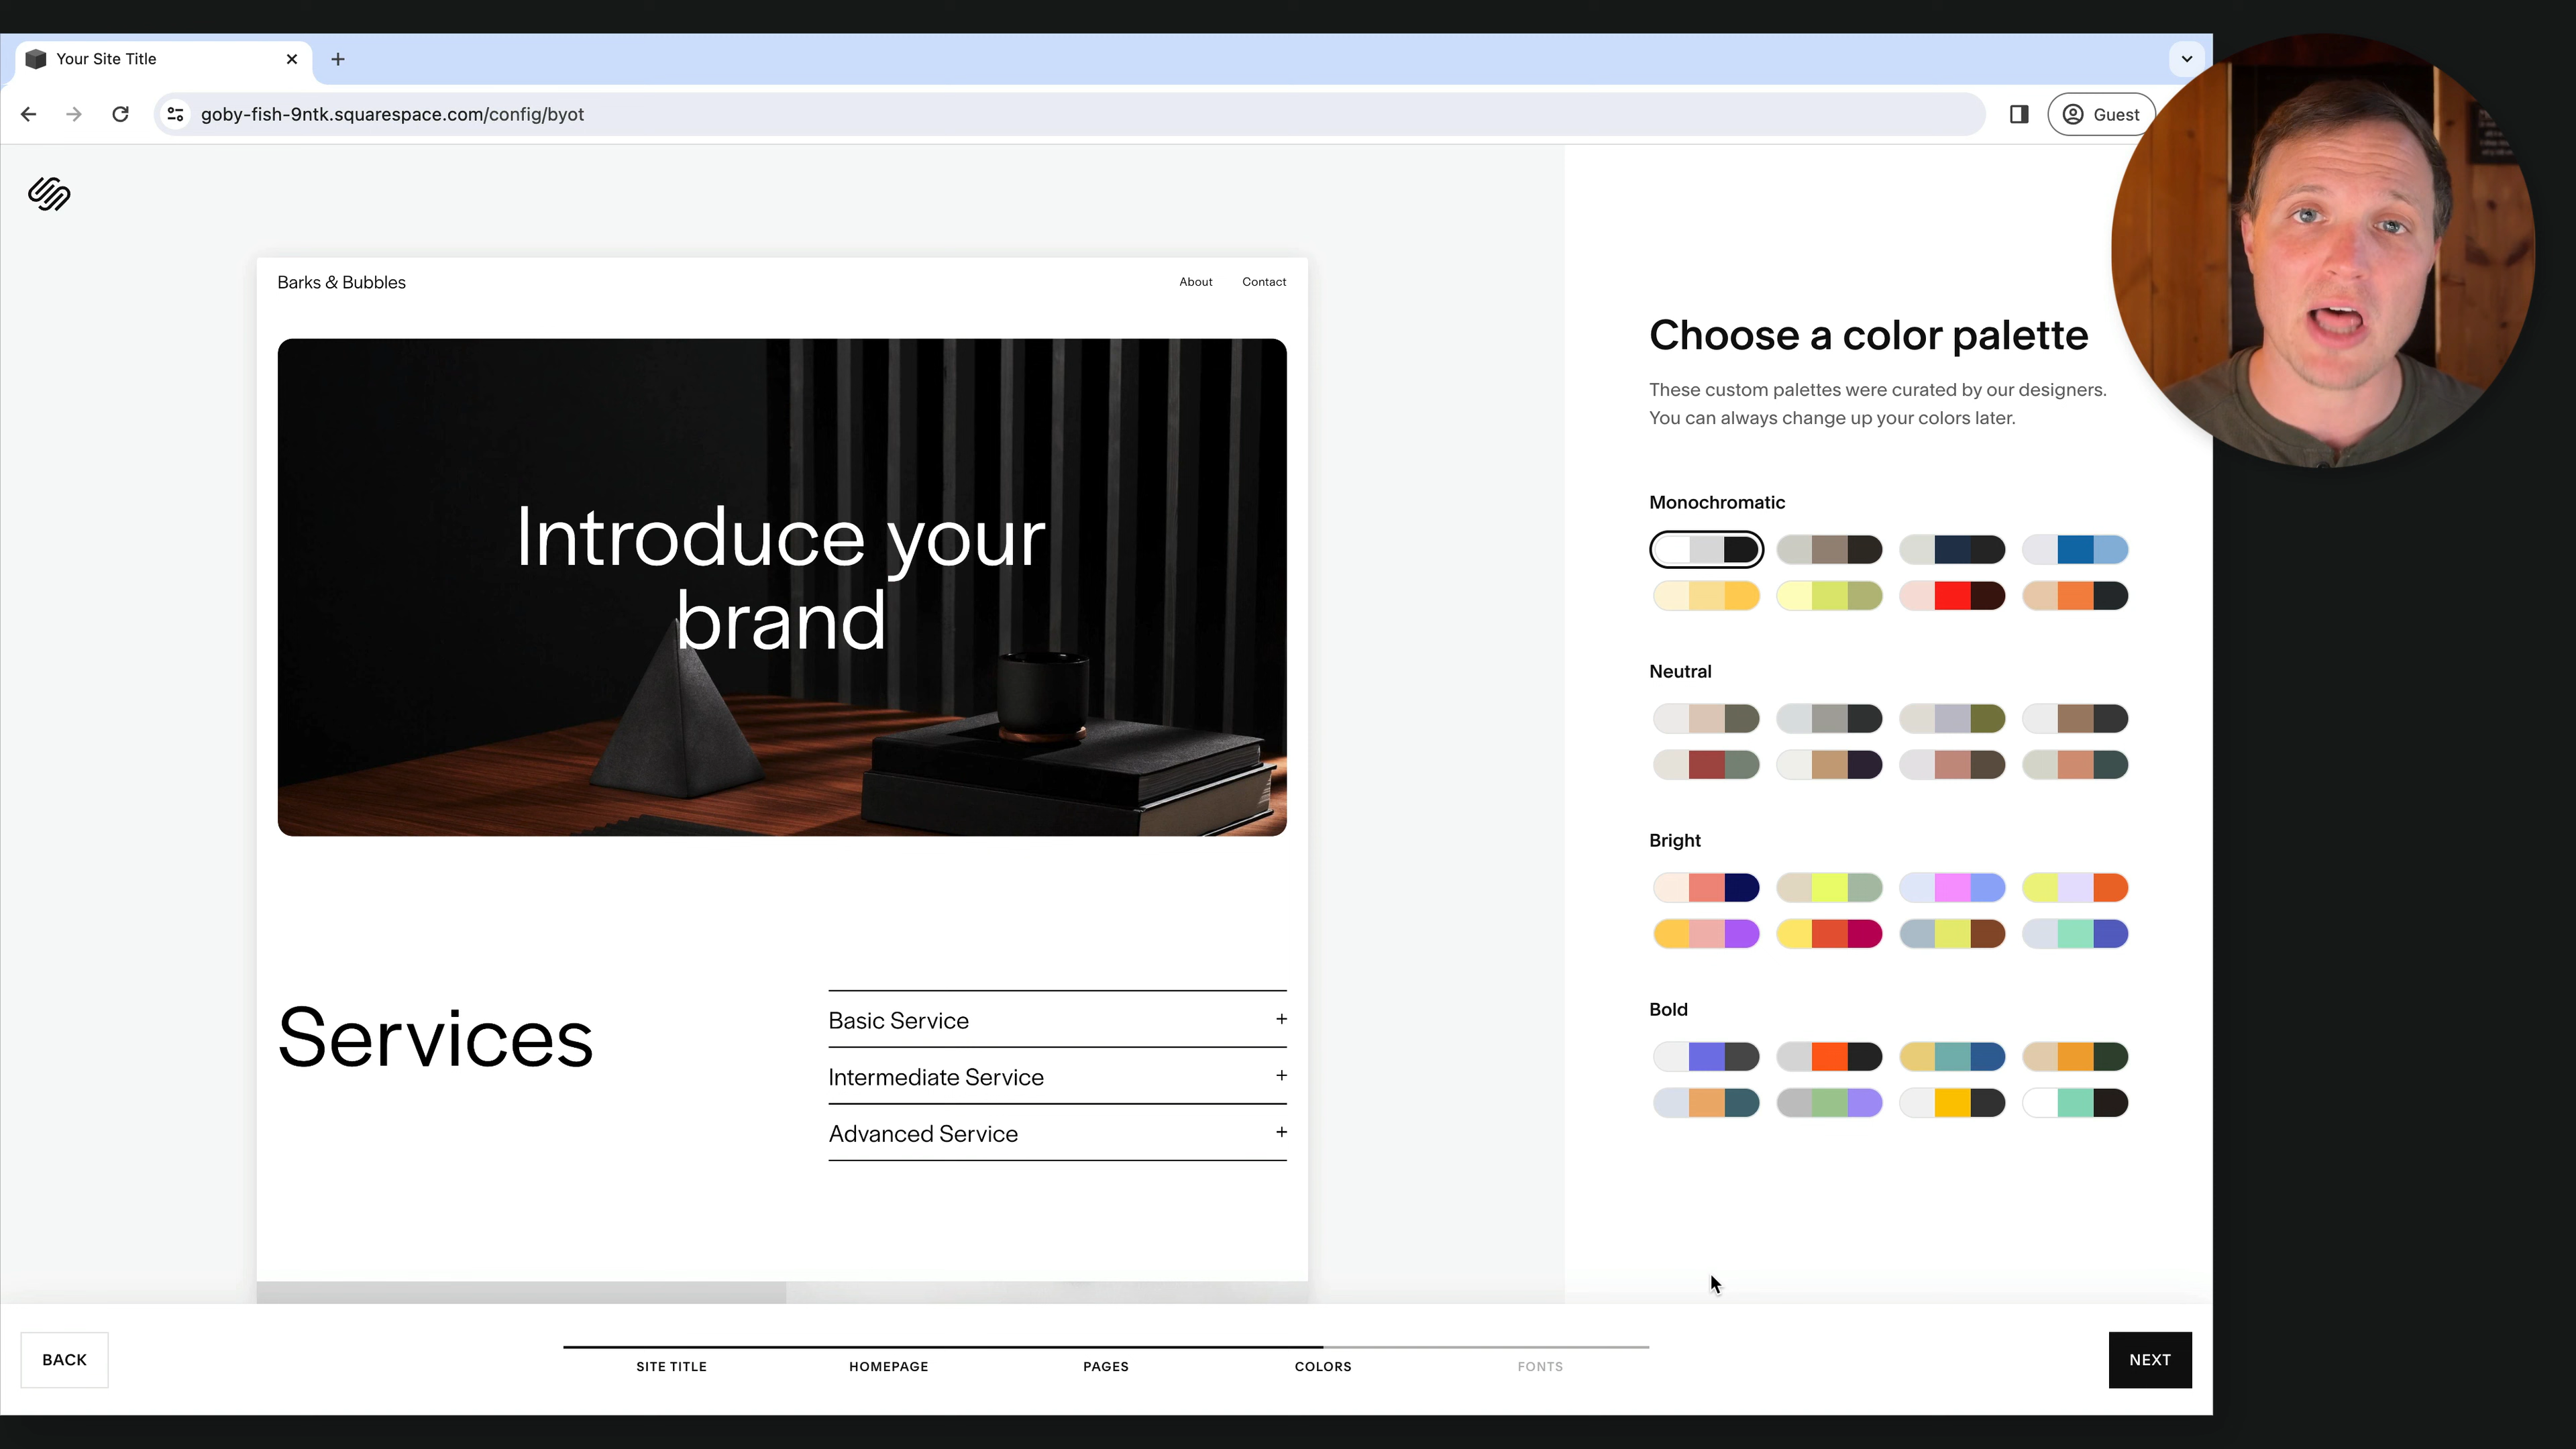 Your Site Title
goby-fish-9ntk.squarespace.com/config/byot
Guest
Barks & Bubbles
About
Contact
Introduce your
brand
Services
Basic Service
Intermediate Service
Advanced Service
Choose a color palette
These custom palettes were curated by our designers.
You can always change up your colors later.
Monochromatic
Neutral
Bright
Bold
BACK
SITE TITLE
HOMEPAGE
PAGES
COLORS
FONTS
NEXT